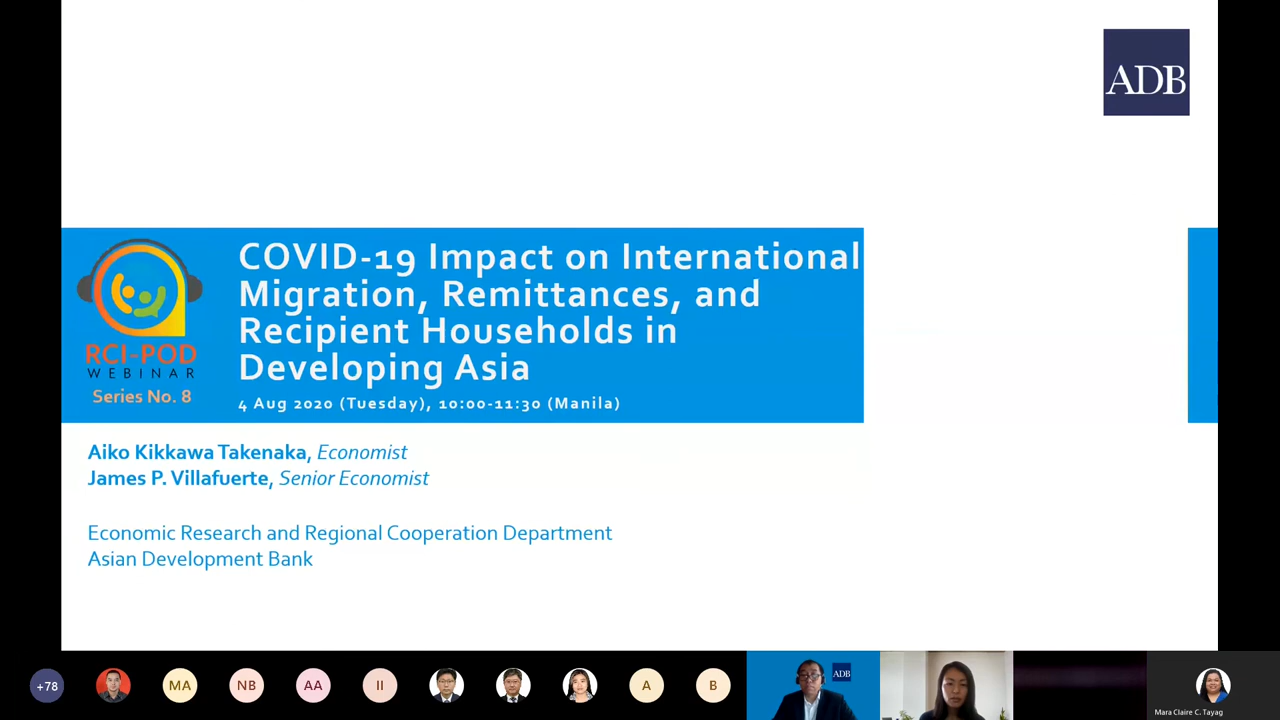 ADB
COVID-19 Impact on International
Migration, Remittances, and
Recipient Households in
Developing Asia
4 Aug 2020 (Tuesday), 10:00-11:30 (Manila)
RCI-POD
WEBINAR
Series No. 8
Aiko Kikkawa Takenaka, Economist
James P. Villafuerte, Senior Economist
Economic Research and Regional Cooperation Department
Asian Development Bank
+78
MA
NB
AA
II
A
B
ADB
Mara Claire C. Tayag